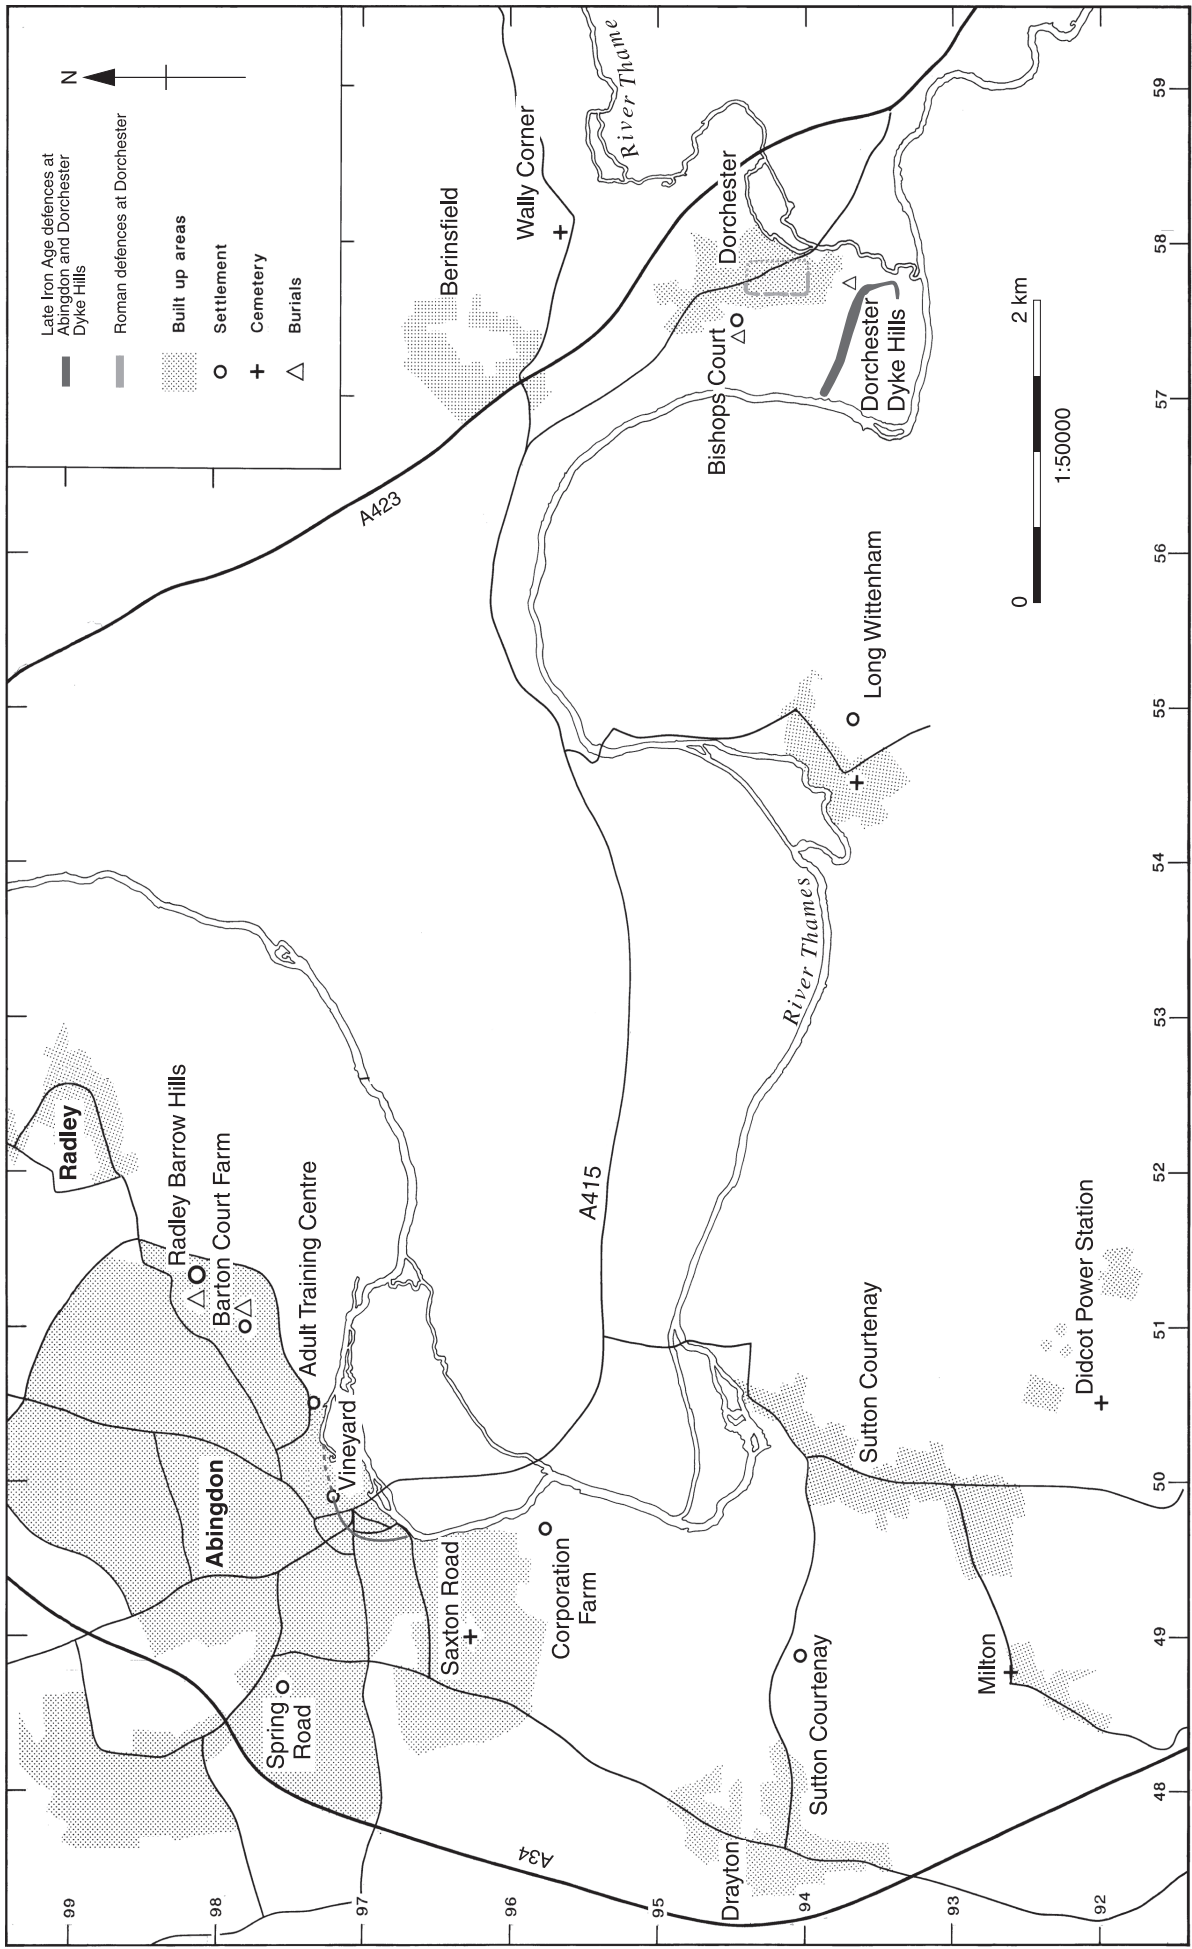 Late Iron Age defences at
Abingdon and Dorchester
Dyke Hills
Roman defences at Dorchester
Built up areas
Settlement
Cemetery
Burials
N
Radley
Radley Barrow Hills
Barton Court Farm
Adult Training Centre
Vineyard
Abingdon
Spring
Road
Saxton Road
Corporation
Farm
A34
Drayton
Sutton Courtenay
Milton
Sutton Courtenay
Didcot Power Station
A415
River Thames
Long Wittenham
A423
Berinsfield
Wally Corner
River Thame
Dorchester
Bishops Court
Dorchester
Dyke Hills
0
2 km
1:50000
99
98
97
96
95
94
93
92
48
49
50
51
52
53
54
55
56
57
58
59